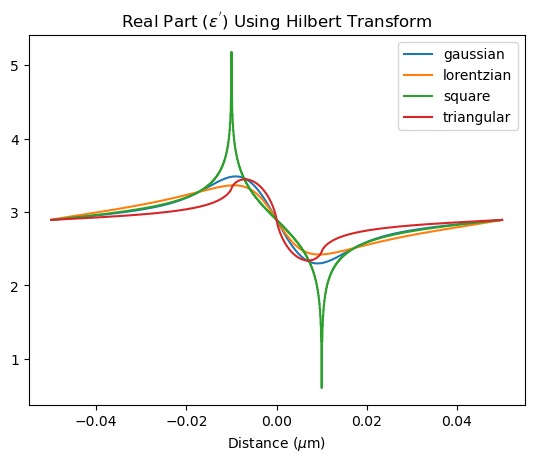 Real Part (ε′) Using Hilbert Transform
gaussian
lorentzian
square
triangular
5
4
3
2
1
−0.04 −0.02 0.00 0.02 0.04
Distance (μm)